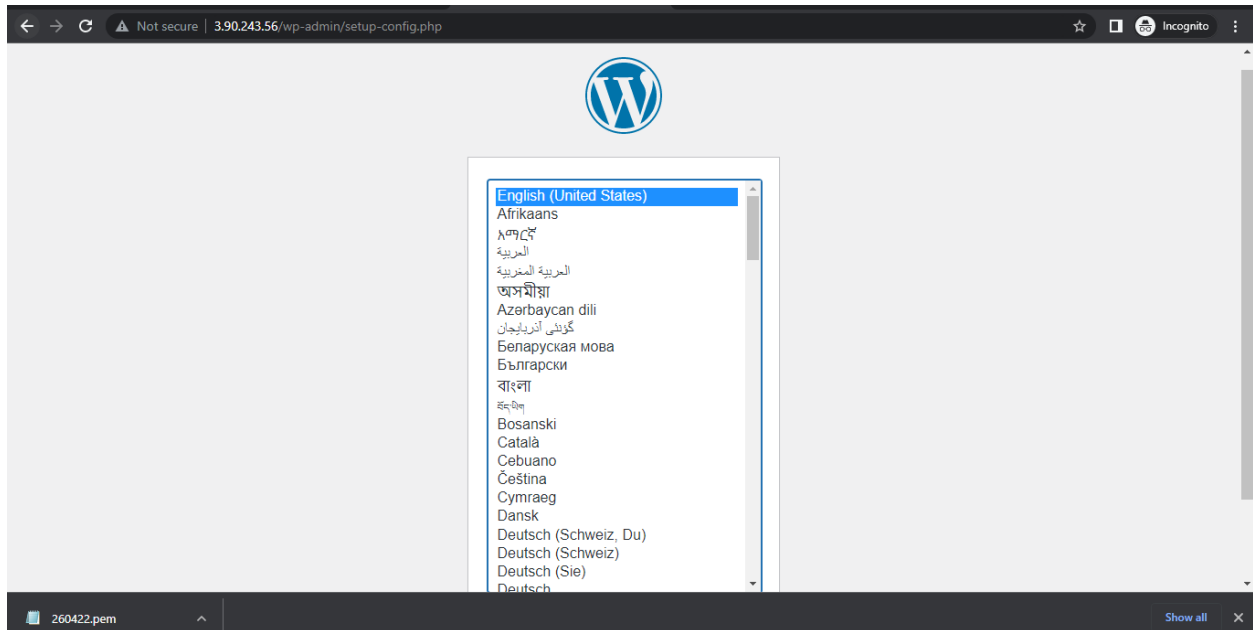 Not secure | 3.90.243.56/wp-admin/setup-config.php
Incognito
English (United States)
Afrikaans
አማርኛ
العربية
العربية المغربية
অসমীয়া
Azərbaycan dili
گؤنئی آذربایجان
Беларуская мова
Български
বাংলা
བོད་ཡིག
Bosanski
Català
Cebuano
Čeština
Cymraeg
Dansk
Deutsch (Schweiz, Du)
Deutsch (Schweiz)
Deutsch (Sie)
Deutsch
260422.pem
Show all